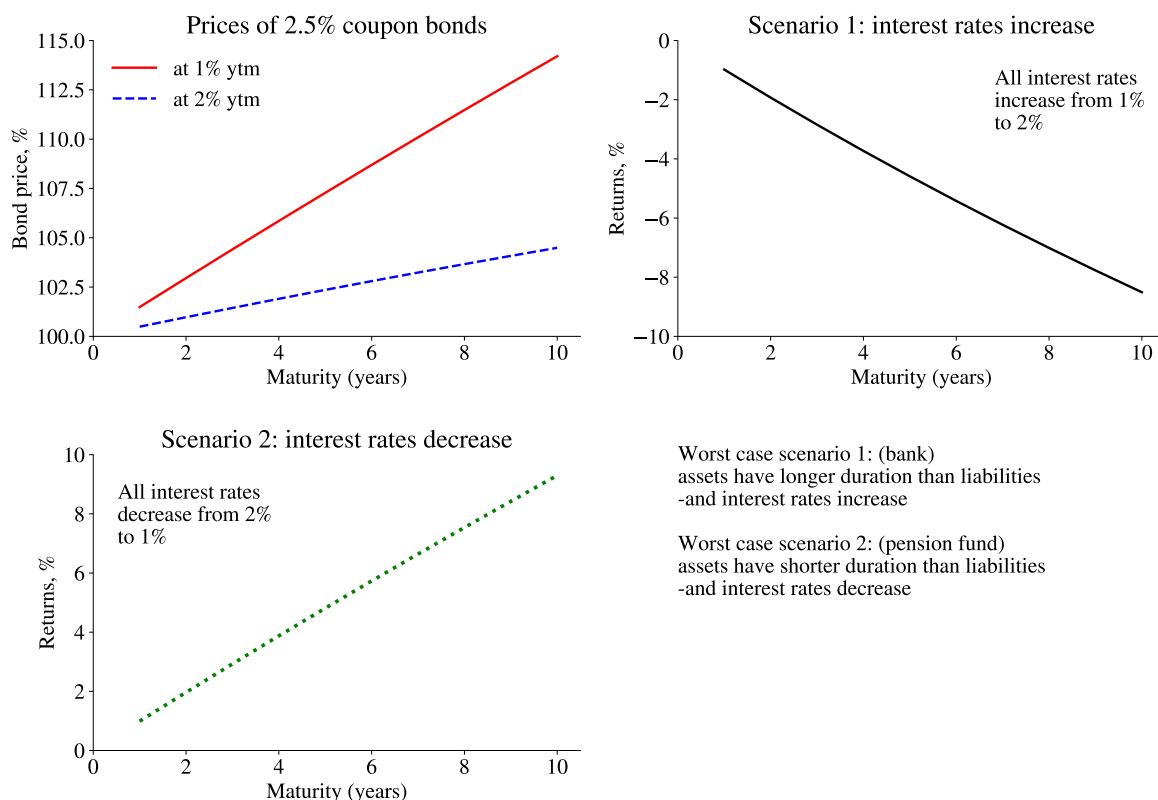 Prices of 2.5% coupon bonds
115.0
112.5
110.0
107.5
105.0
102.5
100.0
Bond price, %
at 1% ytm
at 2% ytm
0
2
4
6
8
10
Maturity (years)
Scenario 1: interest rates increase
0
−2
−4
−6
−8
−10
Returns, %
All interest rates
increase from 1%
to 2%
0
2
4
6
8
10
Maturity (years)
Scenario 2: interest rates decrease
10
8
6
4
2
0
Returns, %
All interest rates
decrease from 2%
to 1%
0
2
4
6
8
10
Maturity (years)
Worst case scenario 1: (bank)
assets have longer duration than liabilities
-and interest rates increase
Worst case scenario 2: (pension fund)
assets have shorter duration than liabilities
-and interest rates decrease